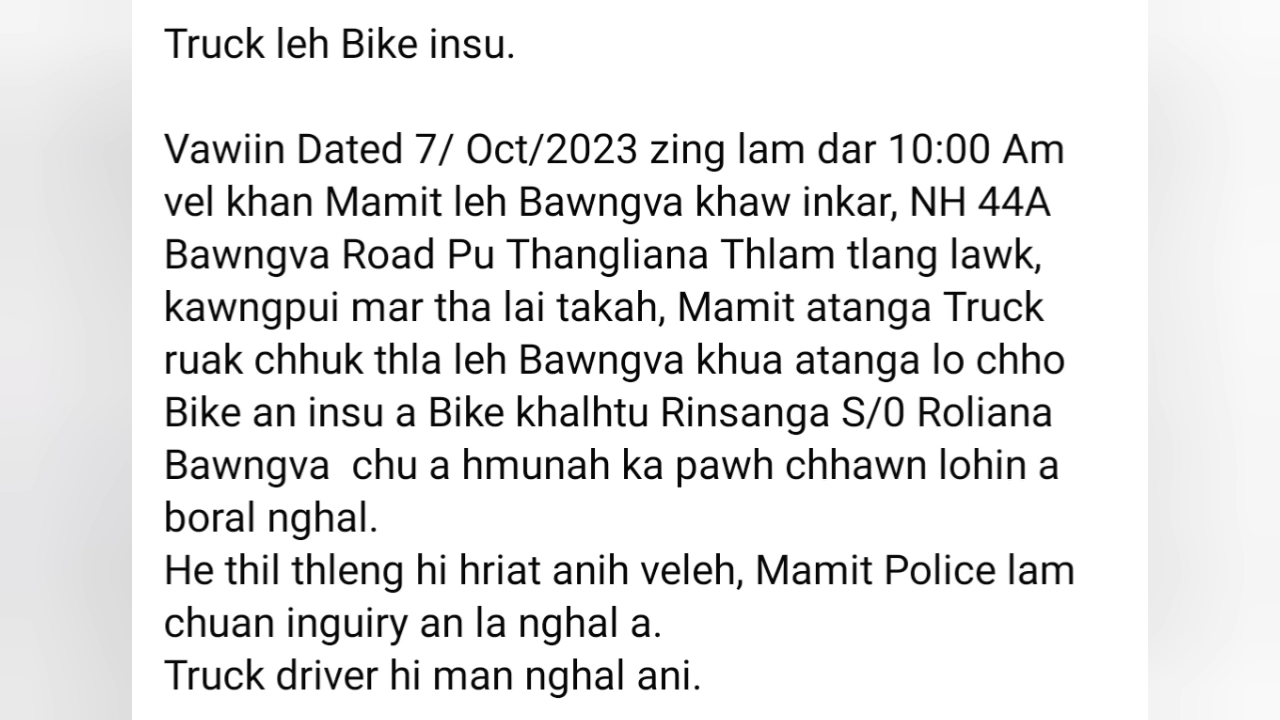 Truck leh Bike insu.
Vawiin Dated 7/ Oct/2023 zing lam dar 10:00 Am
vel khan Mamit leh Bawngva khaw inkar, NH 44A
Bawngva Road Pu Thangliana Thlam tlang lawk,
kawngpui mar tha lai takah, Mamit atanga Truck
ruak chhuk thla leh Bawngva khua atanga lo chho
Bike an insu a Bike khalhtu Rinsanga S/0 Roliana
Bawngva  chu a hmunah ka pawh chhawn lohin a
boral nghal.
He thil thleng hi hriat anih veleh, Mamit Police lam
chuan inguiry an la nghal a.
Truck driver hi man nghal ani.